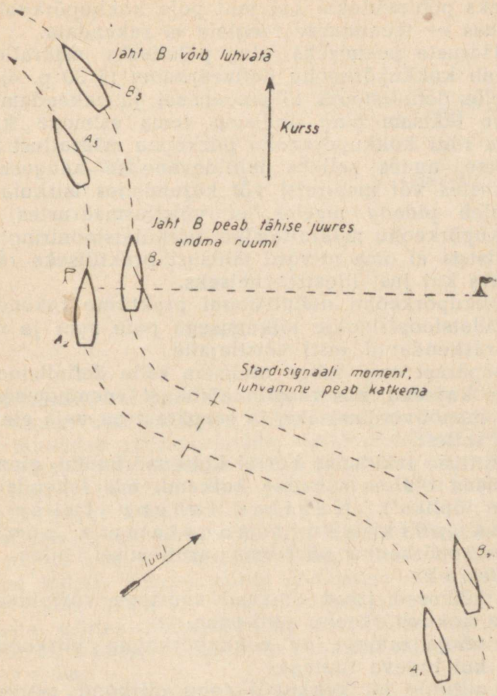 Jaht B võib luhvata
B₃
A₃
Kurss
Jaht B peab tähise juures
andma ruumi
B₂
P
A₂
Stardisignaali moment,
luhvamine peab katkema
Tuul
B₁
A₁